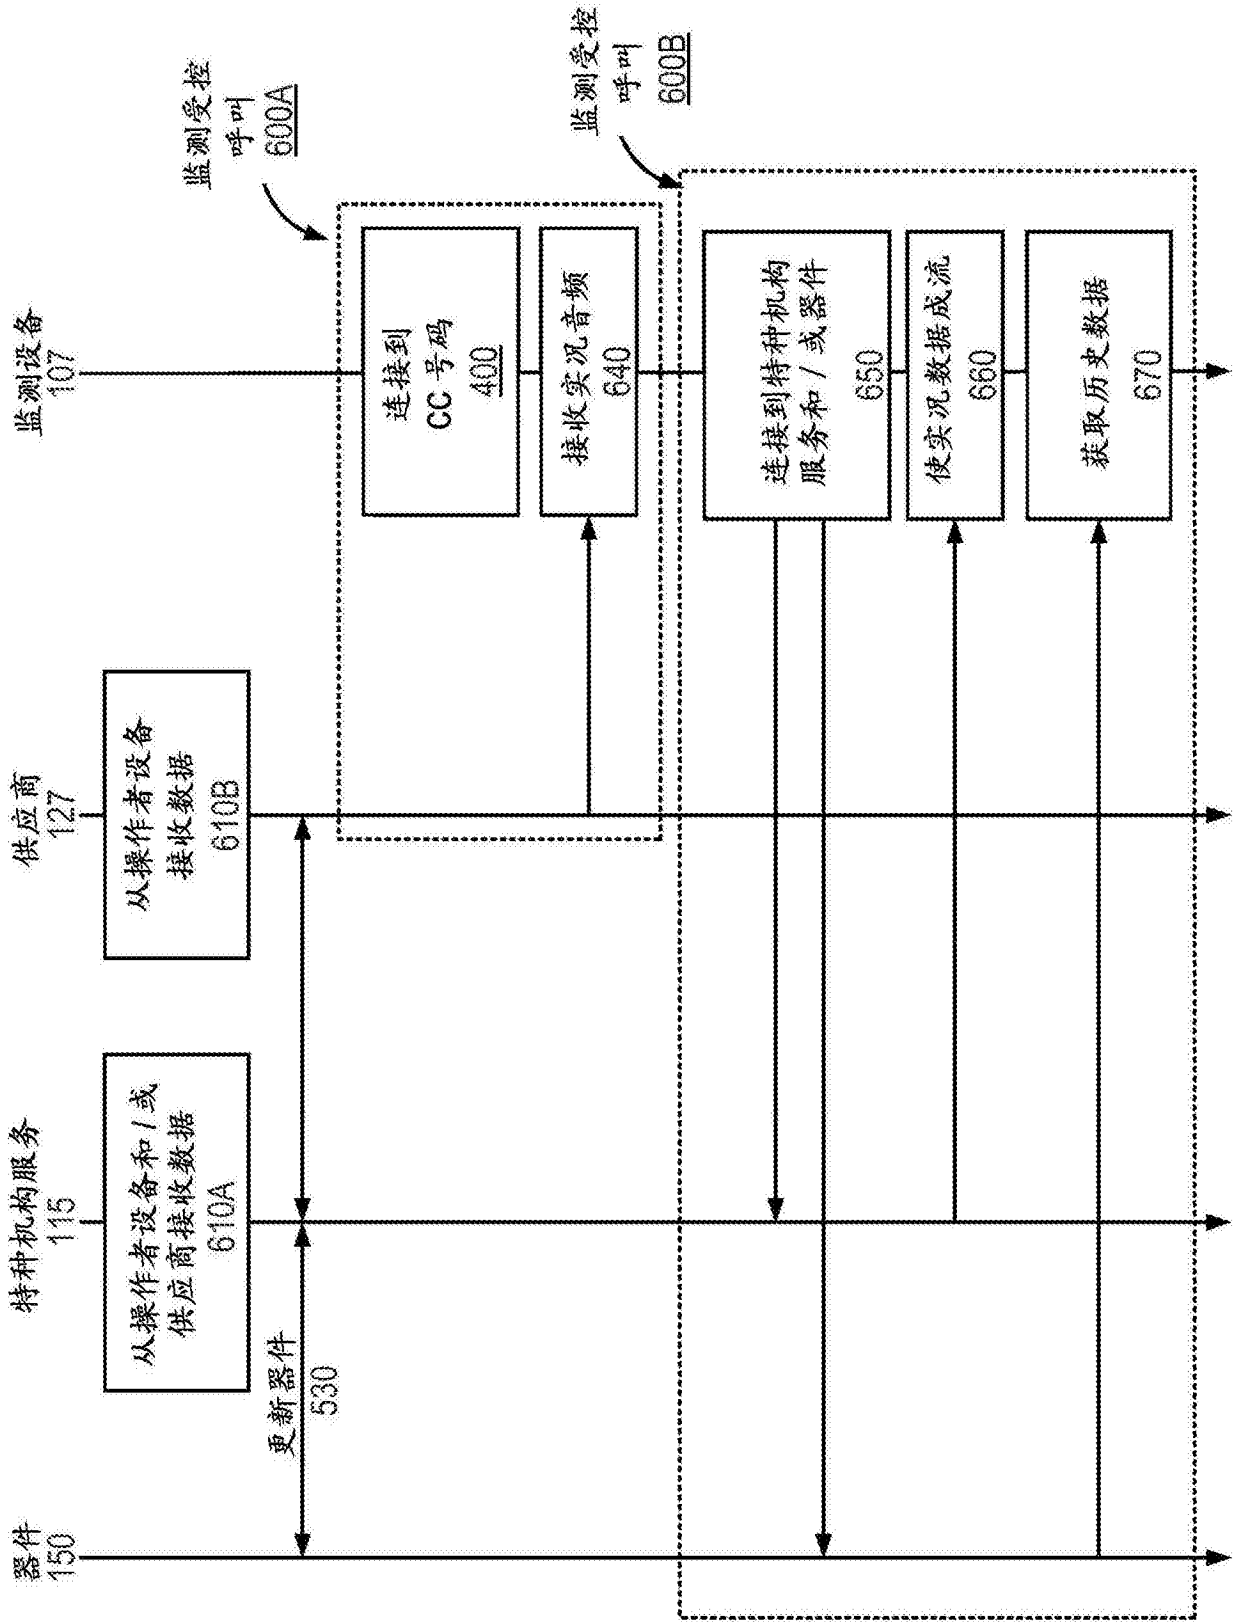 器件
150
特种机构服务
115
供应商
127
监测设备
107
从操作者设备和/或
供应商接收数据
610A
从操作者设备
接收数据
610B
更新器件
530
监测受控
呼叫
600A
连接到
CC 号码
400
接收实况音频
640
监测受控
呼叫
600B
连接到特种机构
服务和/或器件
650
使实况数据成流
660
获取历史数据
670